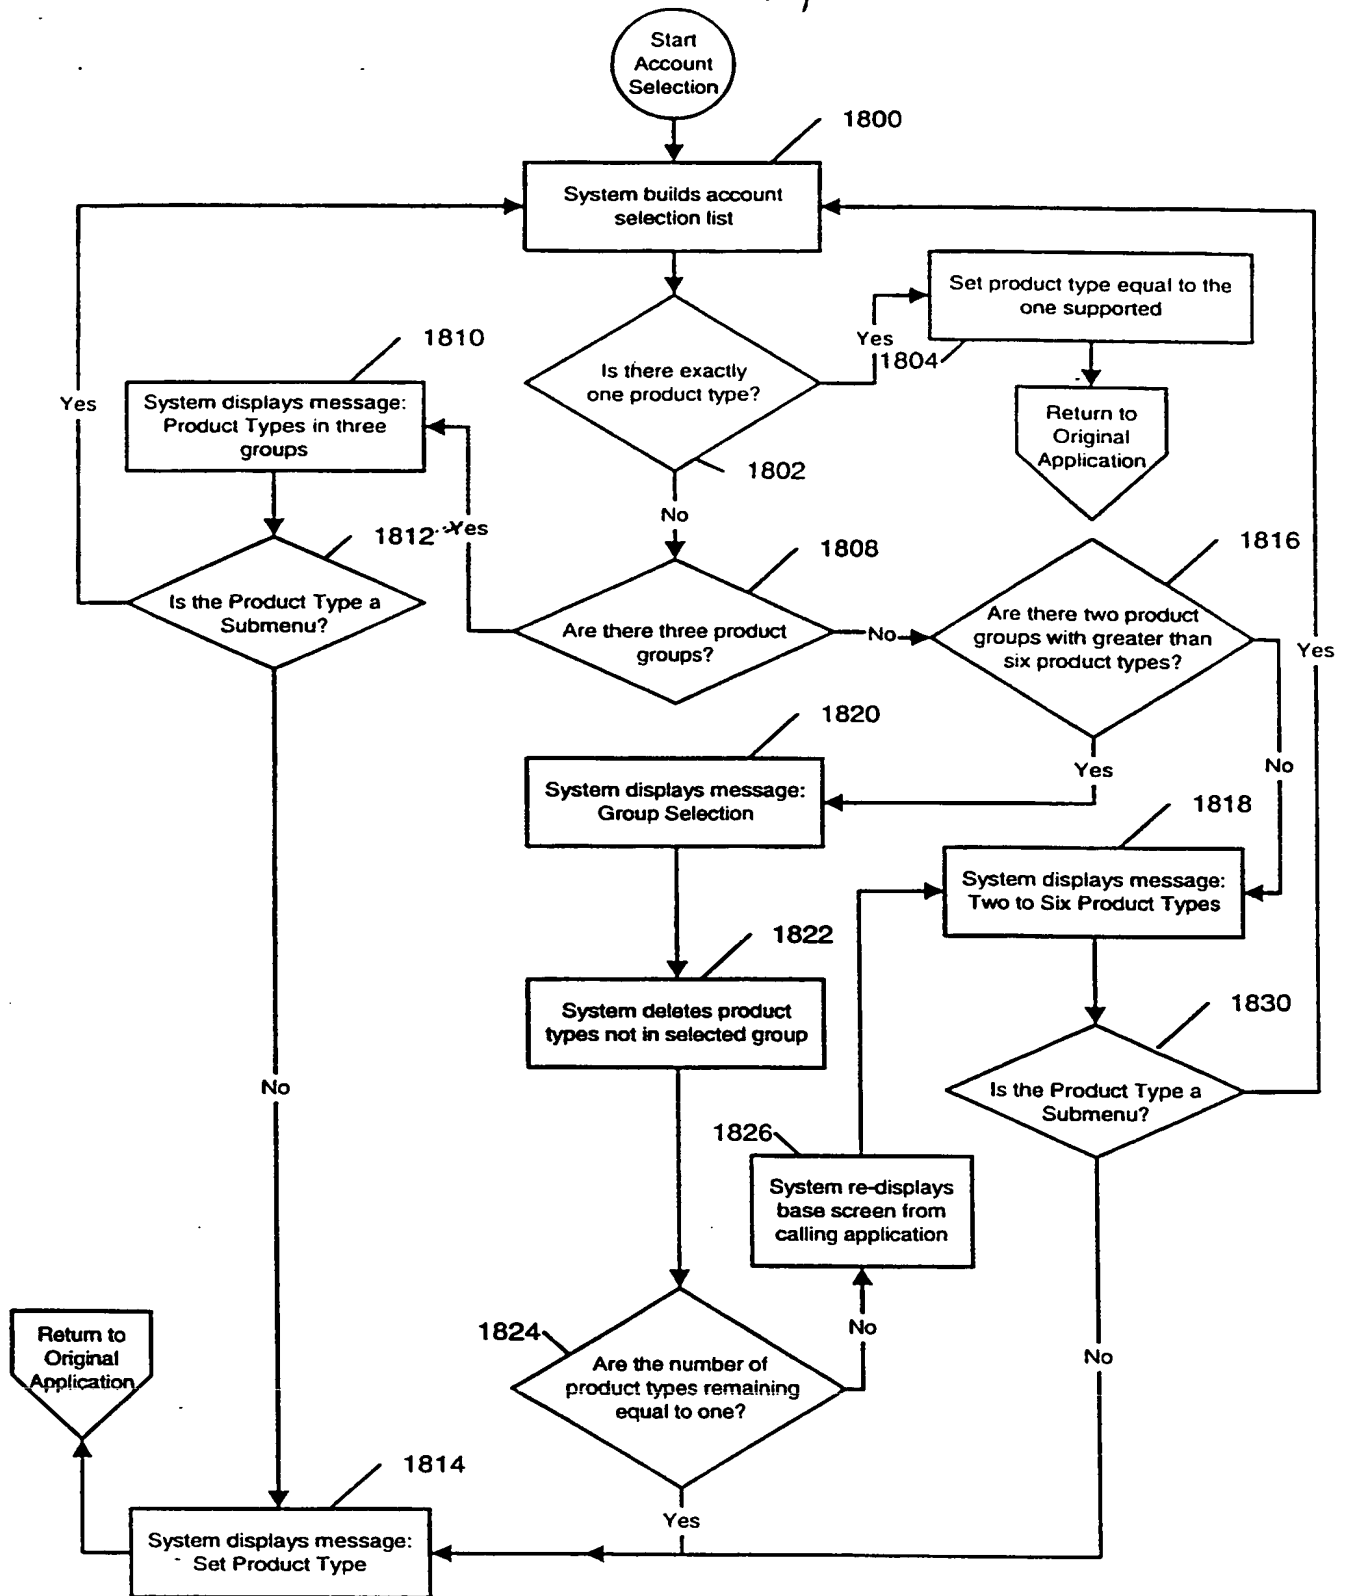 Start
Account
Selection
1800
System builds account
selection list
Set product type equal to the
one supported
Yes
1804
1810
Is there exactly
one product type?
Yes
System displays message:
Product Types in three
groups
Return to
Original
Application
1802
No
1812
Yes
1808
1816
Is the Product Type a
Submenu?
Are there three product
groups?
No
Are there two product
groups with greater than
six product types?
Yes
1820
Yes
No
System displays message:
Group Selection
1818
System displays message:
Two to Six Product Types
1822
System deletes product
types not in selected group
1830
Is the Product Type a
Submenu?
No
1826
System re-displays
base screen from
calling application
No
1824
Are the number of
product types remaining
equal to one?
No
Return to
Original
Application
1814
Yes
System displays message:
Set Product Type